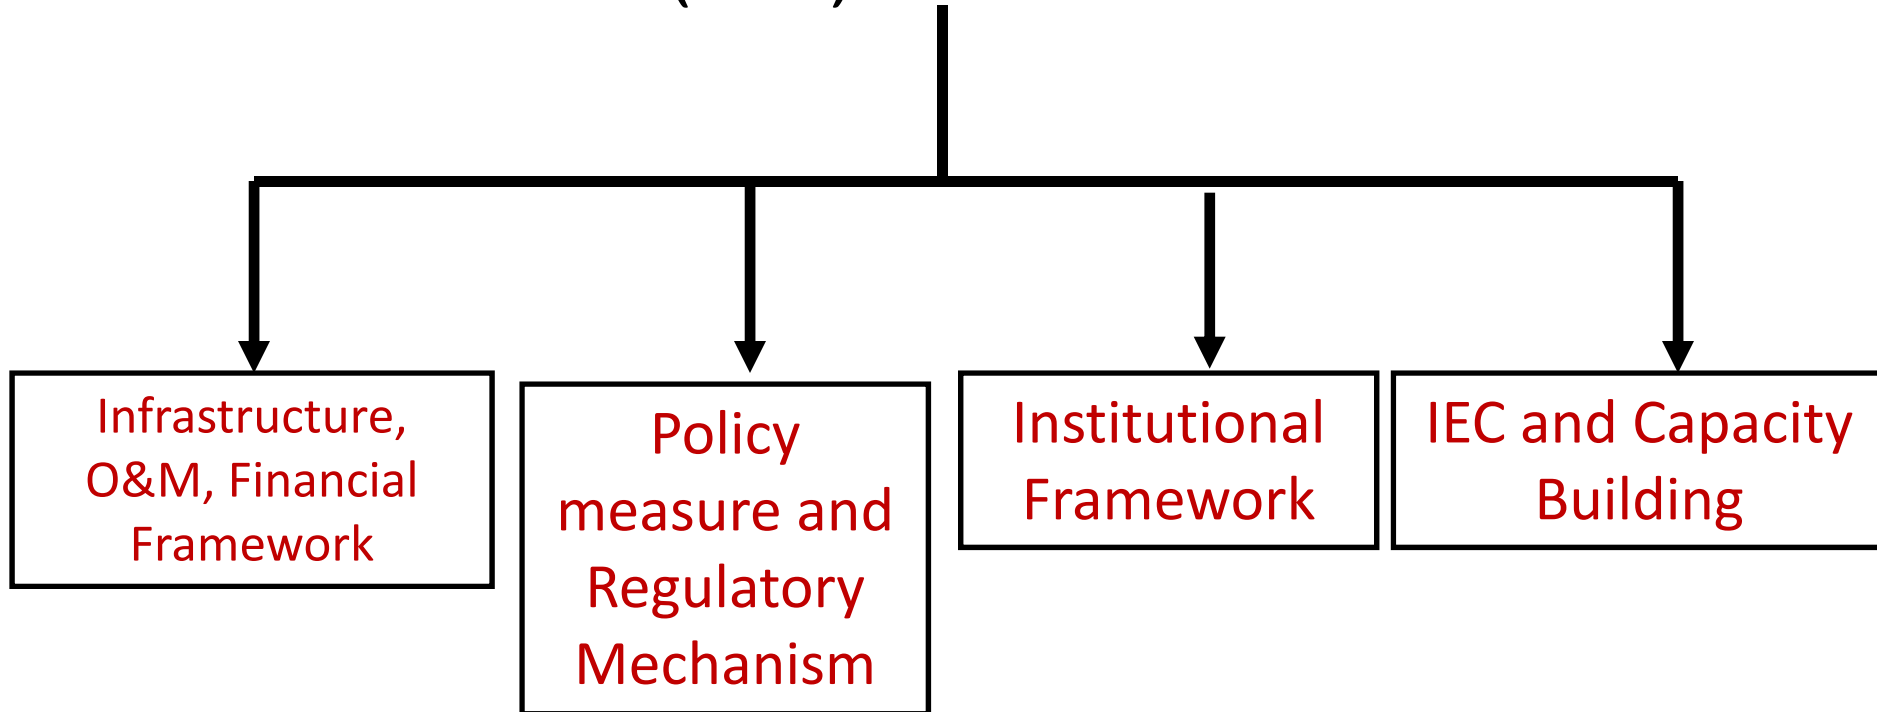 Infrastructure,
O&M, Financial
Framework
Policy
measure and
Regulatory
Mechanism
Institutional
Framework
IEC and Capacity
Building